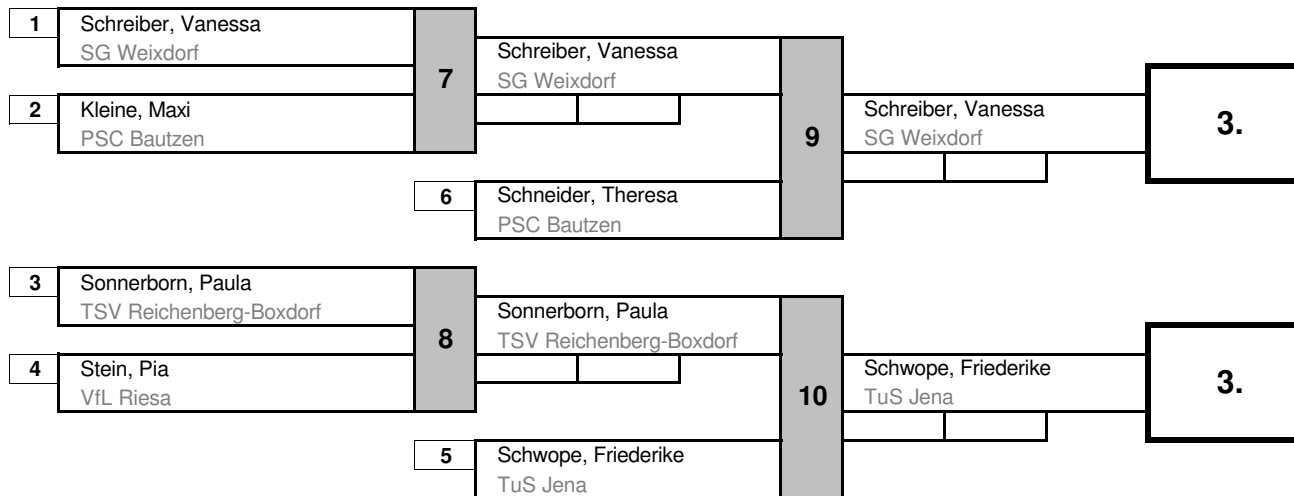 1 Schreiber, Vanessa
SG Weixdorf
7
Schreiber, Vanessa
SG Weixdorf
2 Kleine, Maxi
PSC Bautzen
9
Schreiber, Vanessa
SG Weixdorf
3.
6 Schneider, Theresa
PSC Bautzen
3 Sonnerborn, Paula
TSV Reichenberg-Boxdorf
8
Sonnerborn, Paula
TSV Reichenberg-Boxdorf
4 Stein, Pia
VfL Riesa
10
Schwope, Friederike
TuS Jena
3.
5 Schwope, Friederike
TuS Jena